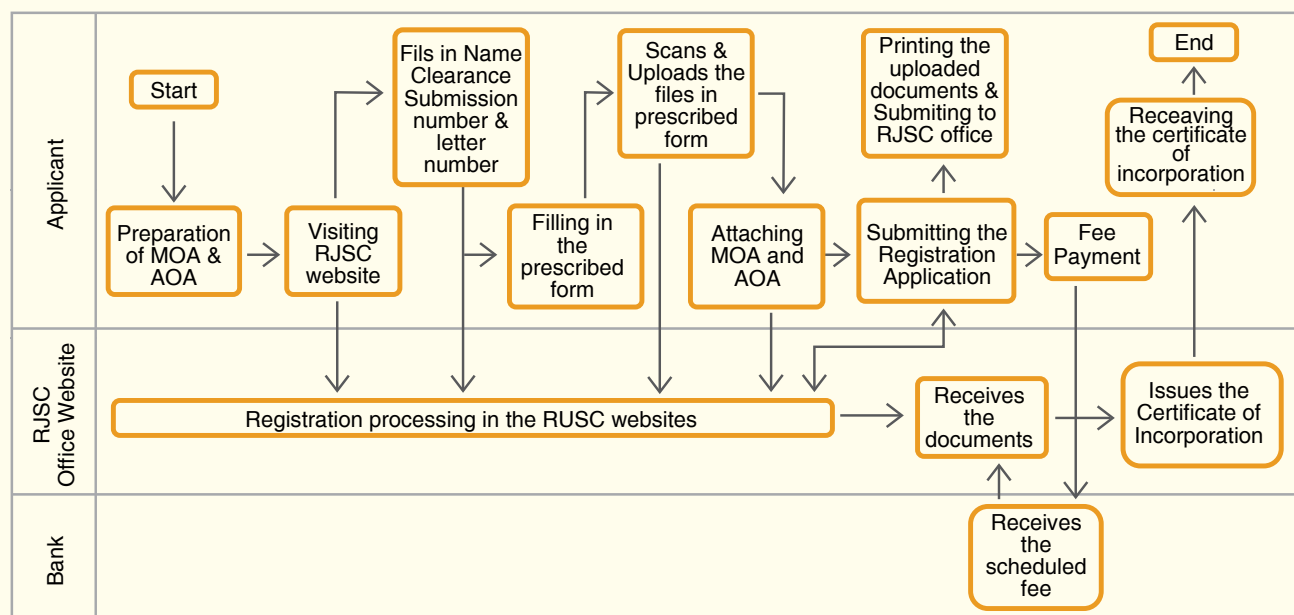 Applicant
Start
Preparation
of MOA &
AOA
Visiting
RJSC
website
Fils in Name
Clearance
Submission
number &
letter
number
Filling in
the
prescribed
form
Scans &
Uploads the
files in
prescribed
form
Attaching
MOA and
AOA
Printing the
uploaded
documents &
Submiting to
RJSC office
Submitting the
Registration
Application
Fee
Payment
End
Receaving
the certificate
of
incorporation
RJSC
Office Website
Registration processing in the RUSC websites
Receives
the
documents
Issues the
Certificate of
Incorporation
Bank
Receives
the
scheduled
fee